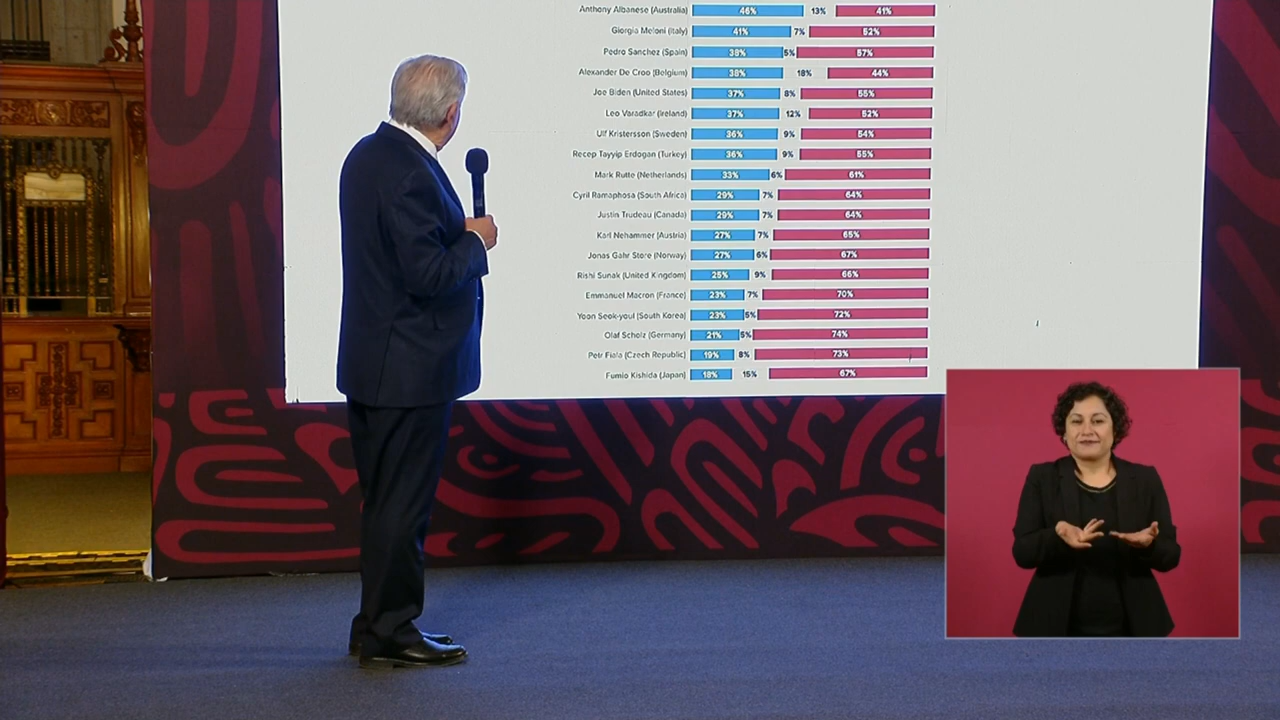 Anthony Albanese (Australia) 46% 13% 41%
Giorgia Meloni (Italy) 41% 7% 52%
Pedro Sanchez (Spain) 38% 5% 57%
Alexander De Croo (Belgium) 38% 18% 44%
Joe Biden (United States) 37% 8% 55%
Leo Varadkar (Ireland) 37% 12% 52%
Ulf Kristersson (Sweden) 36% 9% 54%
Recep Tayyip Erdogan (Turkey) 36% 9% 55%
Mark Rutte (Netherlands) 33% 6% 61%
Cyril Ramaphosa (South Africa) 29% 7% 64%
Justin Trudeau (Canada) 29% 7% 64%
Karl Nehammer (Austria) 27% 7% 65%
Jonas Gahr Store (Norway) 27% 6% 67%
Rishi Sunak (United Kingdom) 25% 9% 66%
Emmanuel Macron (France) 23% 7% 70%
Yoon Seok-youl (South Korea) 23% 5% 72%
Olaf Scholz (Germany) 21% 5% 74%
Petr Fiala (Czech Republic) 19% 8% 73%
Fumio Kishida (Japan) 18% 15% 67%